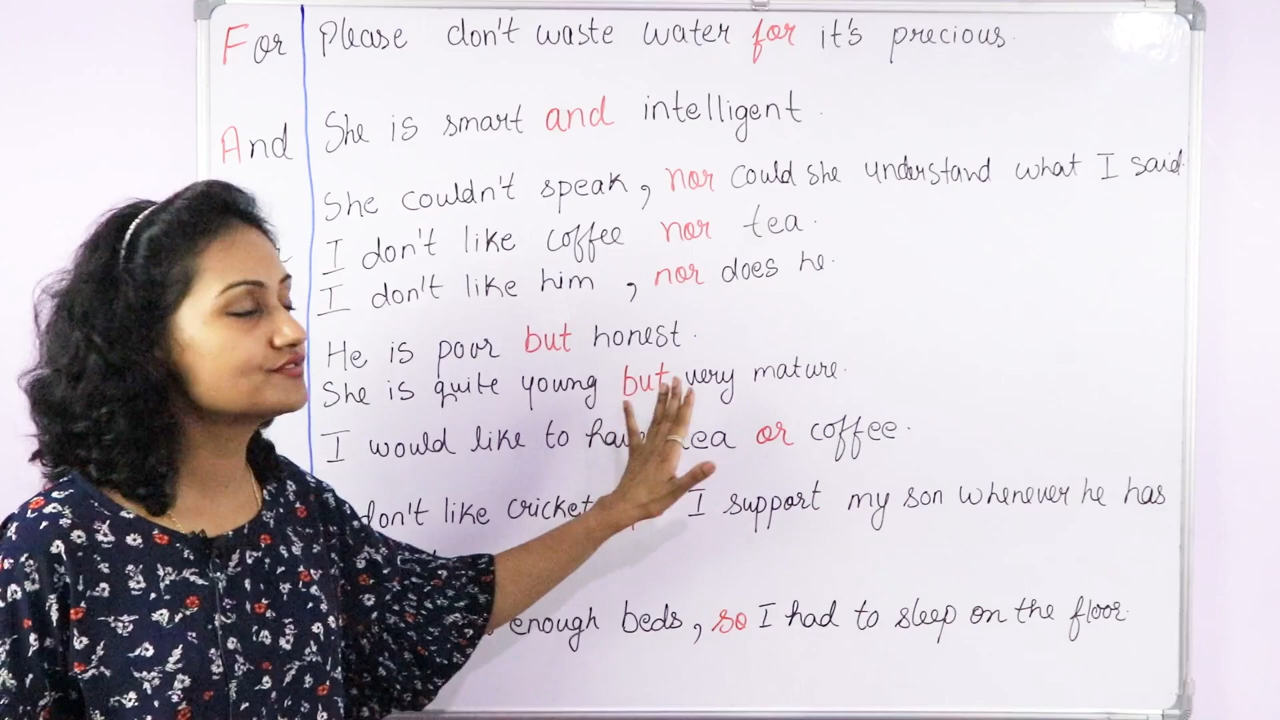 For Please don't waste water for it's precious.
And She is smart and intelligent.
She couldn't speak, nor could she understand what I said.
I don't like coffee nor tea.
I don't like him, nor does he.
He is poor but honest.
She is quite young but very mature.
I would like to have tea or coffee.
don't like cricket I support my son whenever he has
enough beds, so I had to sleep on the floor.